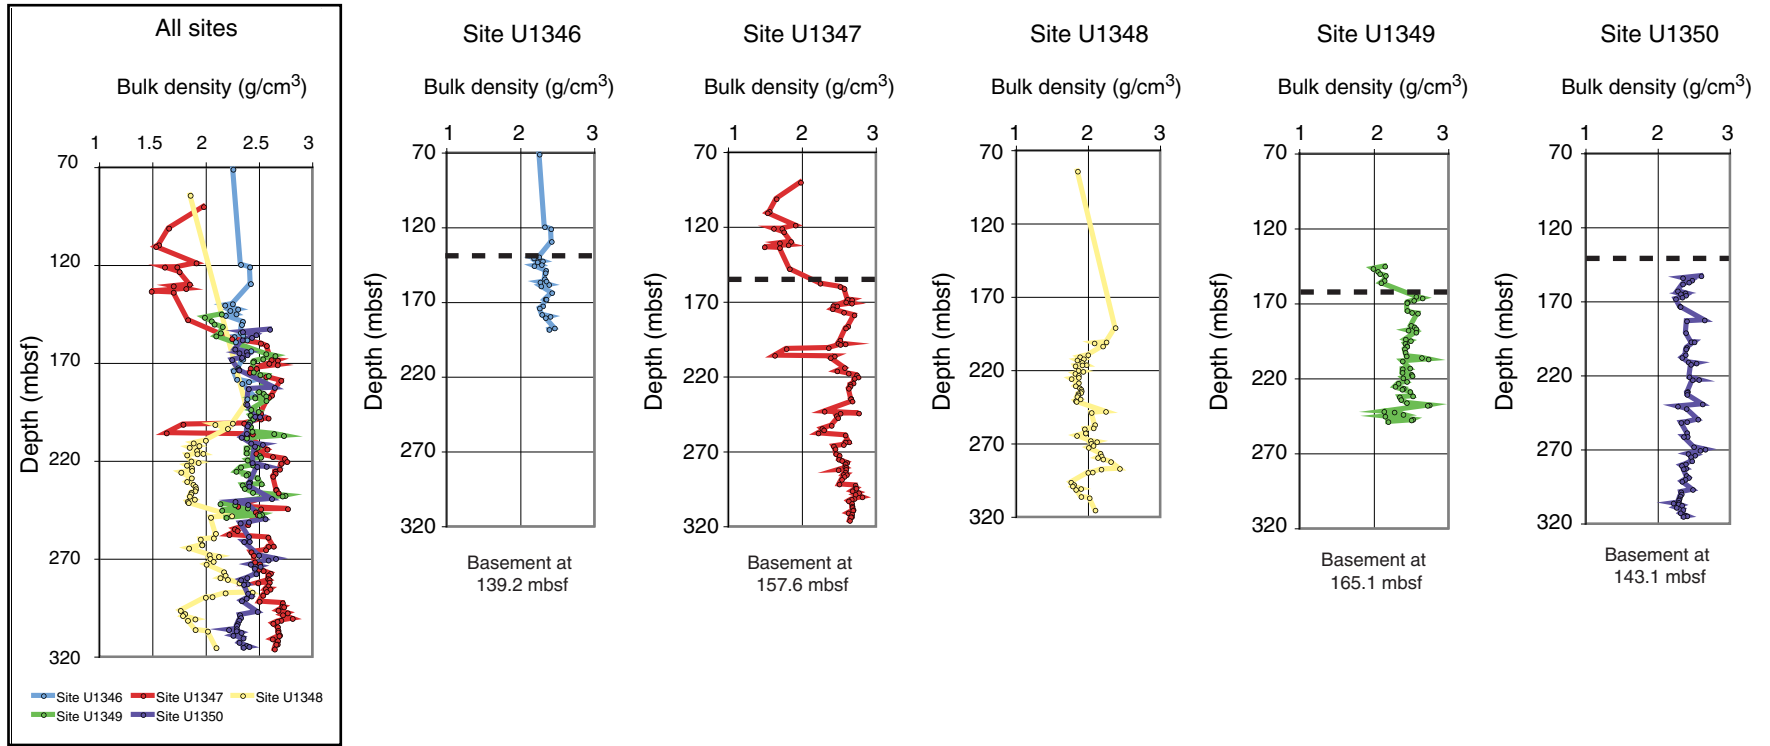 All sites
Bulk density (g/cm3)
1 1.5 2 2.5 3
70
120
170
220
270
320
Depth (mbsf)
Site U1346 Site U1347 Site U1348
Site U1349 Site U1350
Site U1346
Bulk density (g/cm3)
1 2 3
70
120
170
220
270
320
Depth (mbsf)
Basement at
139.2 mbsf
Site U1347
Bulk density (g/cm3)
1 2 3
70
120
170
220
270
320
Depth (mbsf)
Basement at
157.6 mbsf
Site U1348
Bulk density (g/cm3)
1 2 3
70
120
170
220
270
320
Depth (mbsf)
Site U1349
Bulk density (g/cm3)
1 2 3
70
120
170
220
270
320
Depth (mbsf)
Basement at
165.1 mbsf
Site U1350
Bulk density (g/cm3)
1 2 3
70
120
170
220
270
320
Depth (mbsf)
Basement at
143.1 mbsf